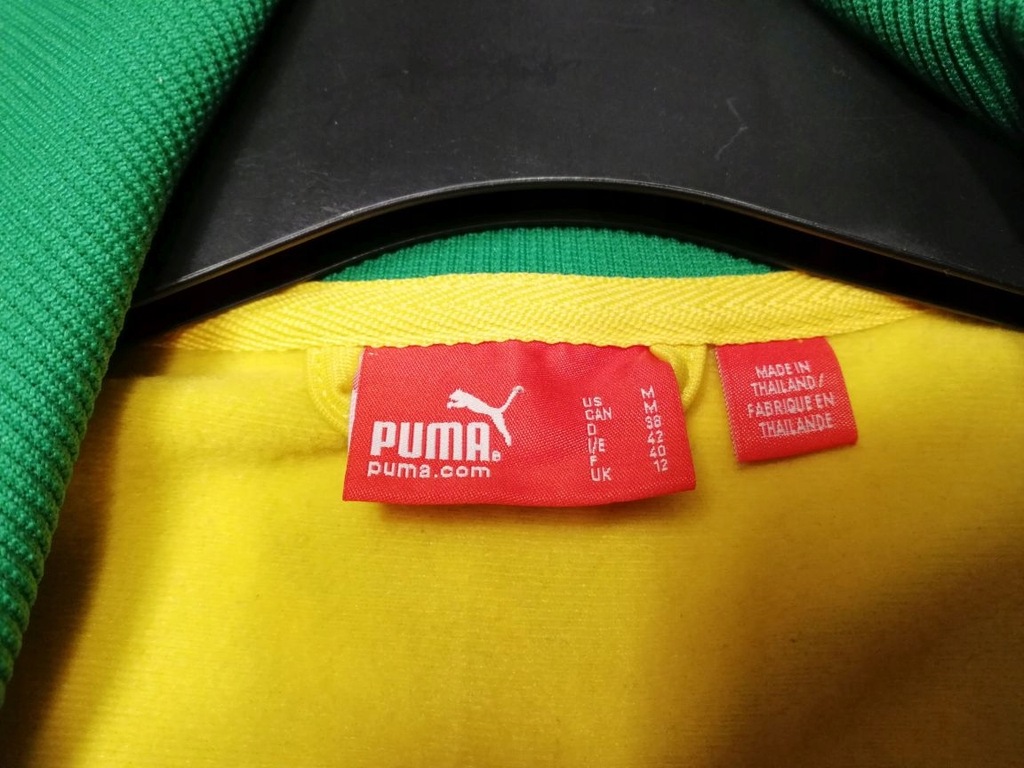 PUMA®
puma.com
US M
CAN M
D 38
I/E 42
F 40
UK 12
MADE IN
THAILAND/
FABRIQUE EN
THAILANDE